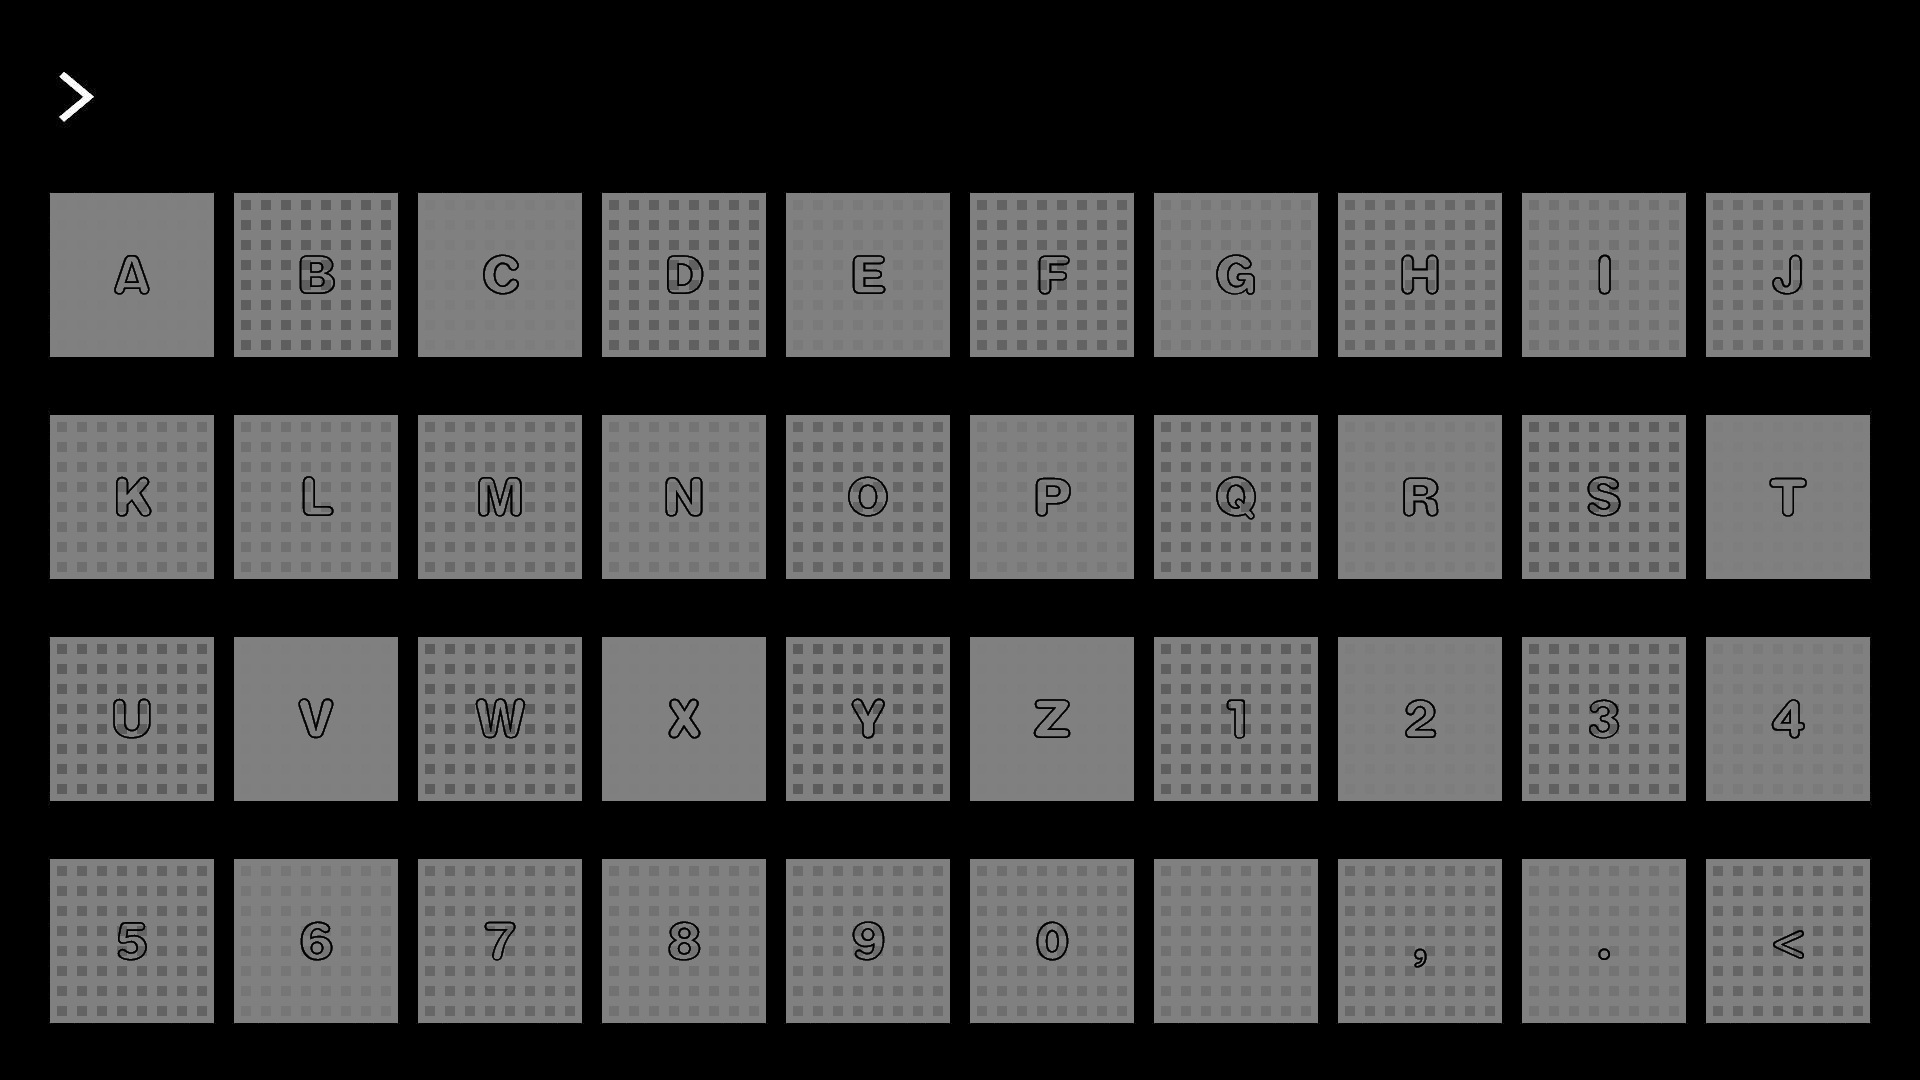 >
A B C D E F G H I J
K L M N O P Q R S T
U V W X Y Z 1 2 3 4
5 6 7 8 9 0 , . <